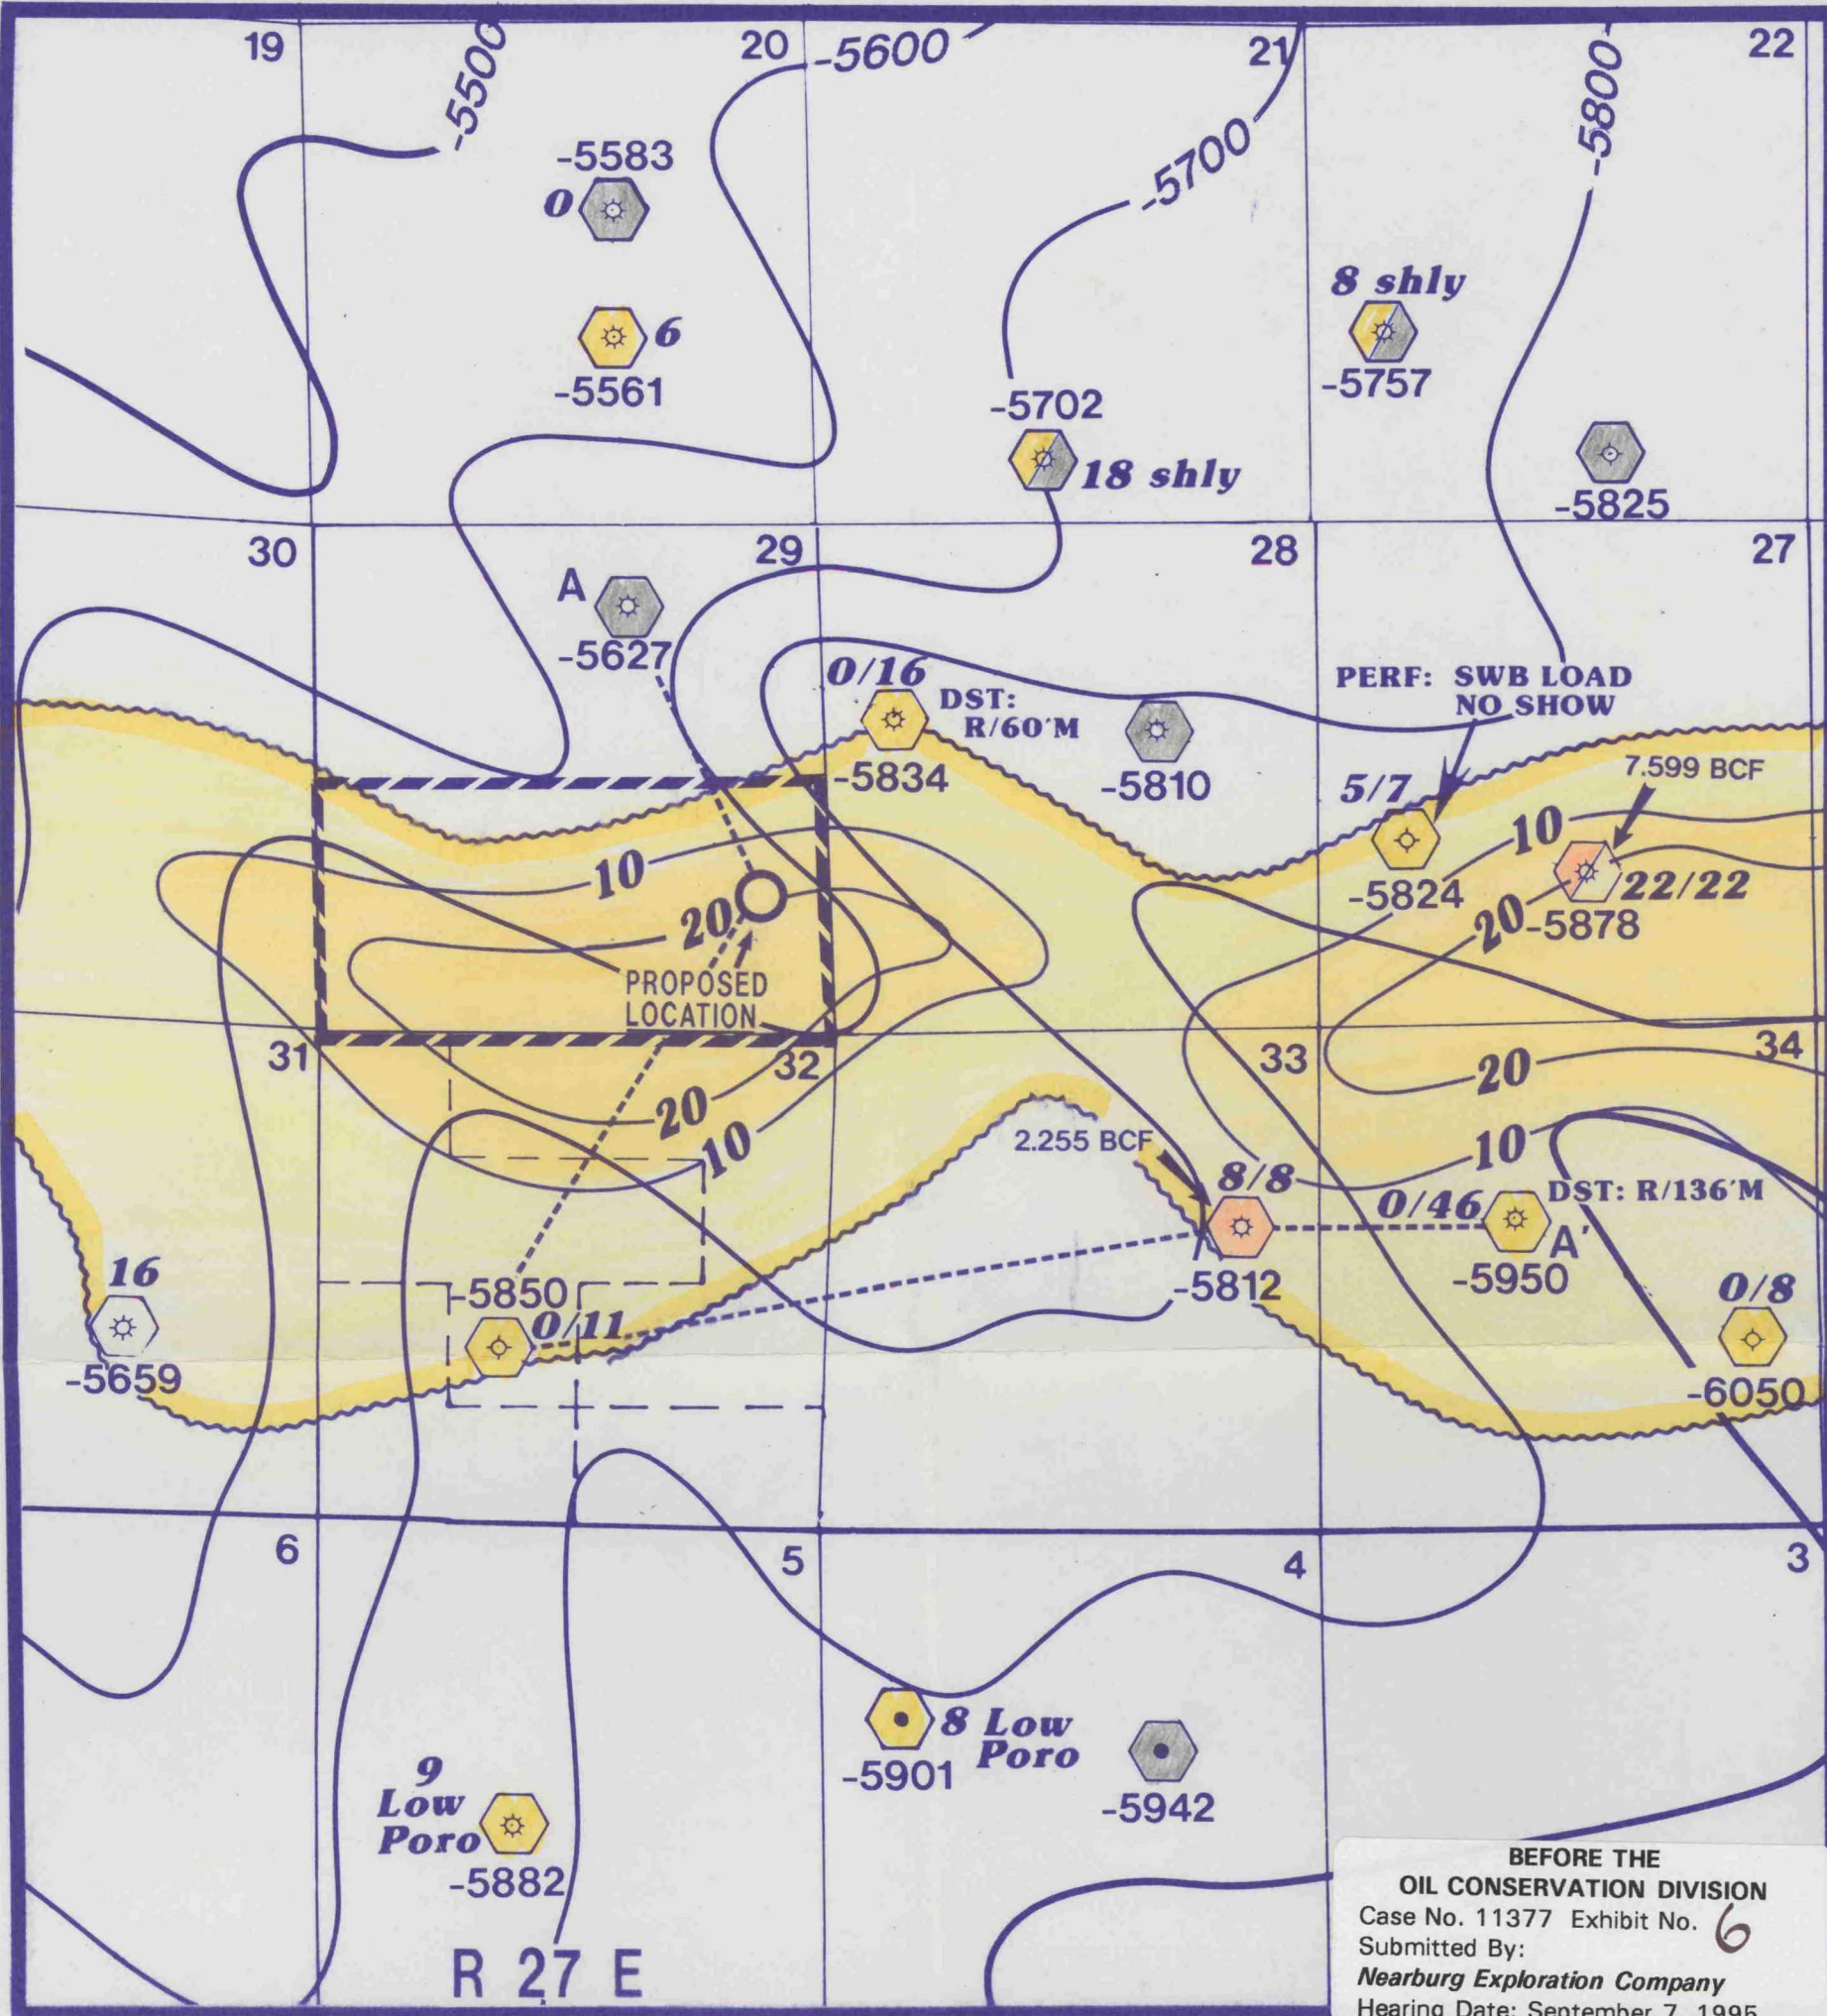 19
-5500
20
-5600
21
-5700
-5800
22
-5583
0
6
-5561
8 shly
-5757
-5702
18 shly
-5825
30
29
28
27
A
-5627
0/16
DST:
R/60'M
-5834
-5810
PERF: SWB LOAD
NO SHOW
7.599 BCF
5/7
10
-5824
22/22
20
-5878
10
20
PROPOSED
LOCATION
31
32
33
34
20
20
10
10
2.255 BCF
8/8
0/46
DST: R/136'M
A'
-5812
-5950
0/8
-6050
16
-5659
-5850
0/11
6
5
4
3
8 Low
Poro
-5901
-5942
9
Low
Poro
-5882
R 27 E
BEFORE THE
OIL CONSERVATION DIVISION
Case No. 11377 Exhibit No. 6
Submitted By:
Nearburg Exploration Company
Hearing Date: September 7, 1995